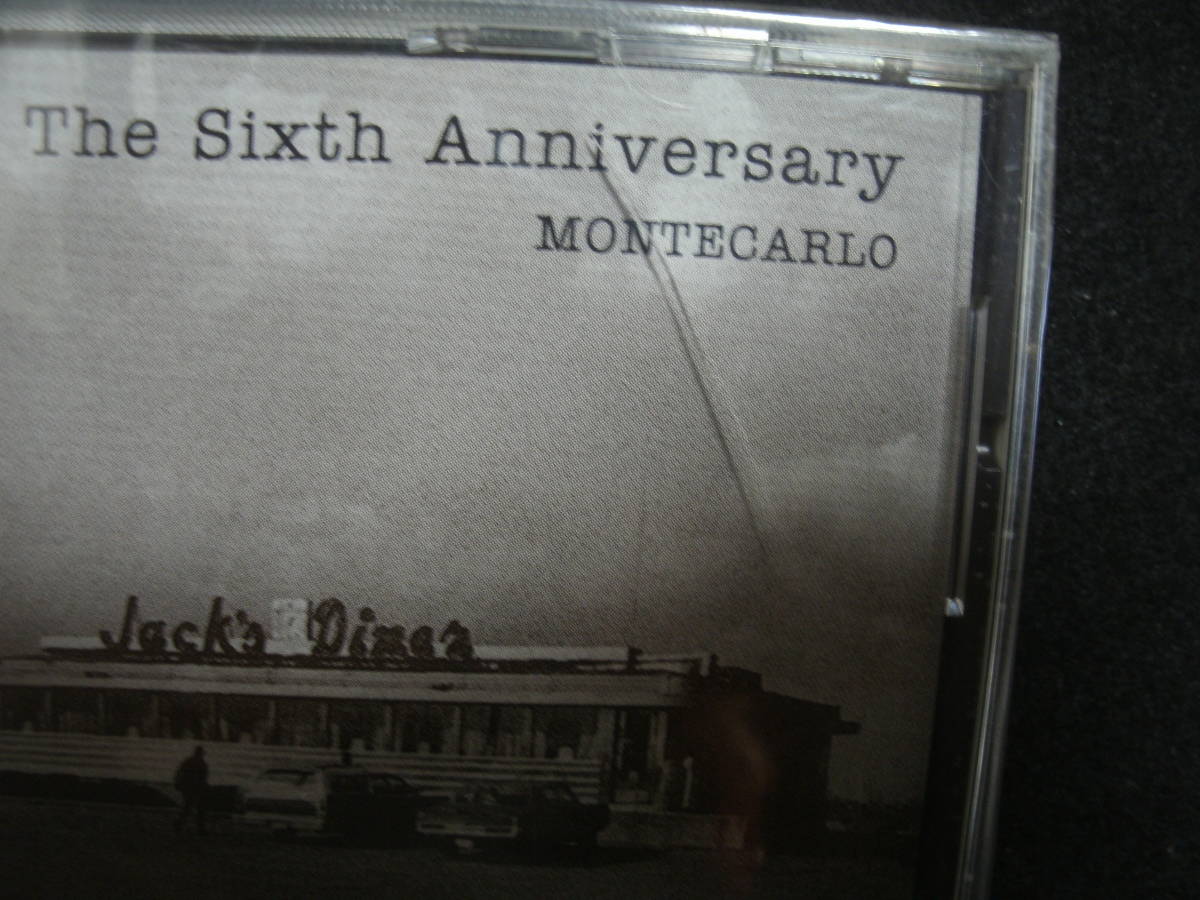 The Sixth Anniversary
MONTECARLO
Jack's Diner